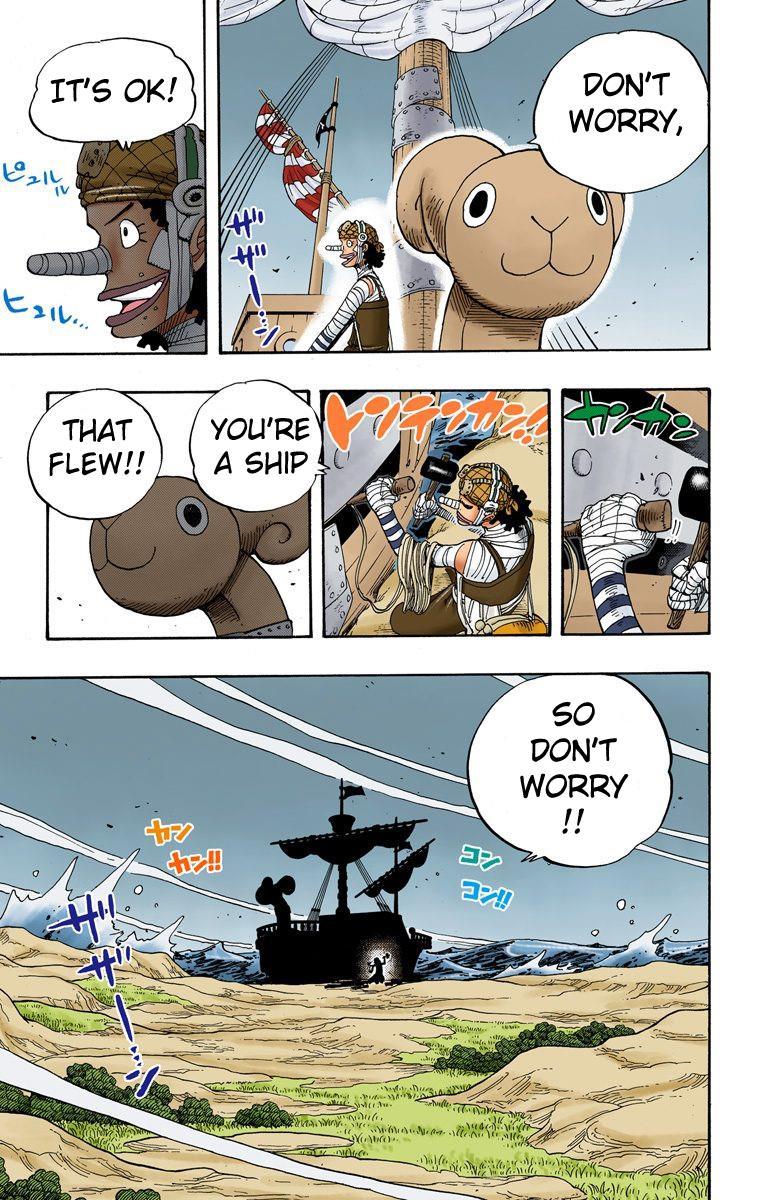 DON'T
WORRY,
ザザーッ
IT'S OK!
ピュルル
ヒュル...
カンカン
トンテンカン!!
YOU'RE
A SHIP
THAT
FLEW!!
SO
DON'T
WORRY
!!
カン
カン!!
コン
コン!!
ザザーッ